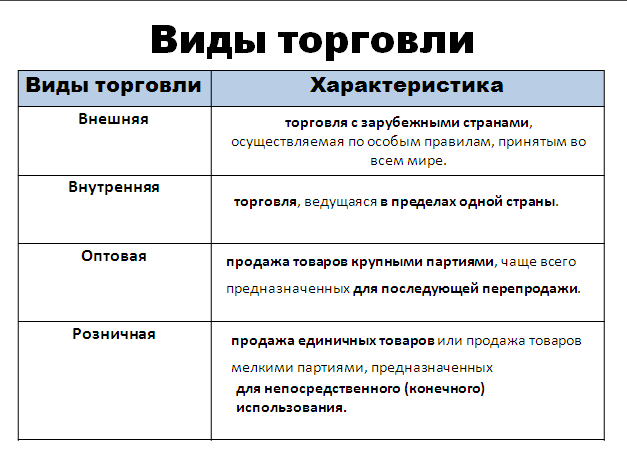 Виды торговли
Виды торговли
Характеристика
Внешняя
торговля с зарубежными странами,
осуществляемая по особым правилам, принятым во
всем мире.
Внутренняя
торговля, ведущаяся в пределах одной страны.
Оптовая
продажа товаров крупными партиями, чаще всего
предназначенных для последующей перепродажи.
Розничная
продажа единичных товаров или продажа товаров
мелкими партиями, предназначенных
для непосредственного (конечного)
использования.